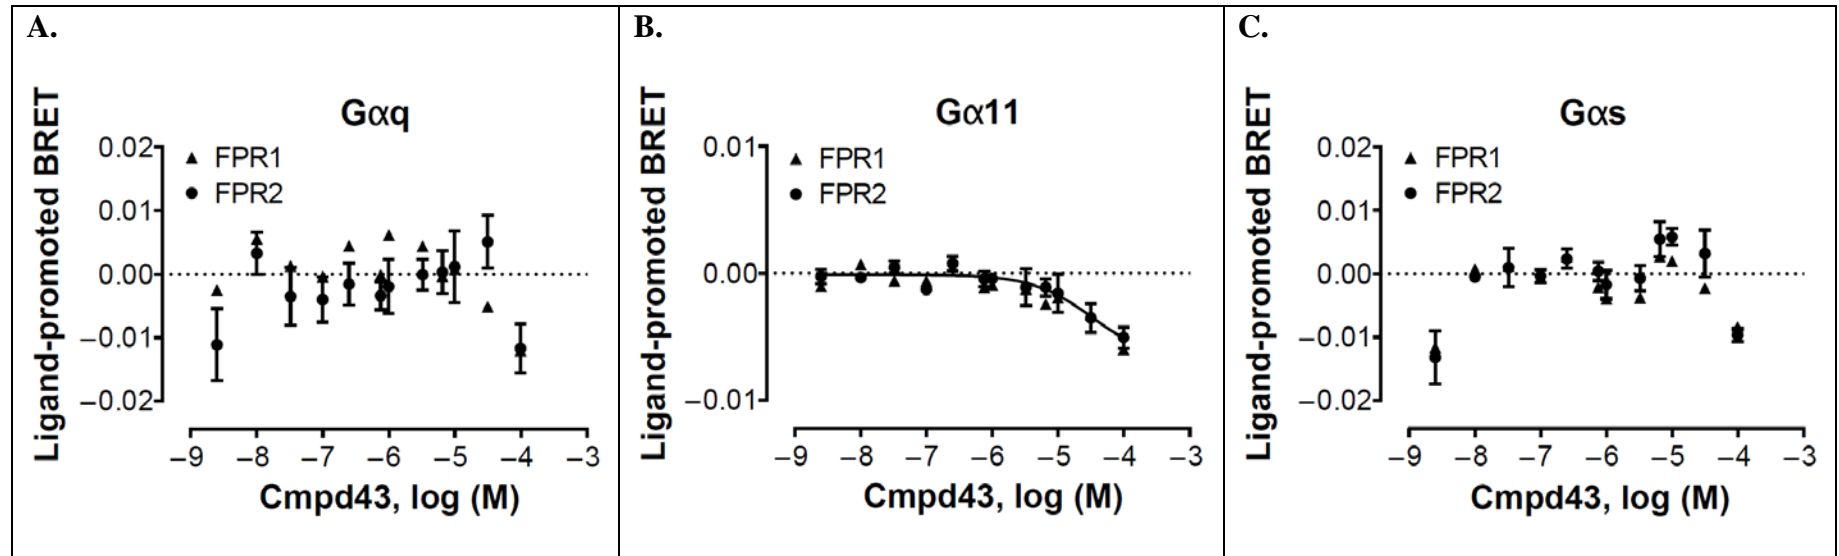 A.
Gαq
Ligand-promoted BRET
0.02
0.01
0.00
−0.01
−0.02
FPR1
FPR2
−9 −8 −7 −6 −5 −4 −3
Cmpd43, log (M)
B.
Gα11
Ligand-promoted BRET
0.01
0.00
−0.01
FPR1
FPR2
−9 −8 −7 −6 −5 −4 −3
Cmpd43, log (M)
C.
Gαs
Ligand-promoted BRET
0.02
0.01
0.00
−0.01
−0.02
FPR1
FPR2
−9 −8 −7 −6 −5 −4 −3
Cmpd43, log (M)